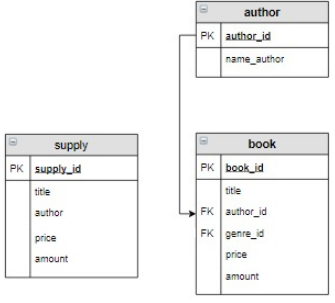 author
PK author_id
name_author
supply
PK supply_id
title
author
price
amount
book
PK book_id
title
FK author_id
FK genre_id
price
amount